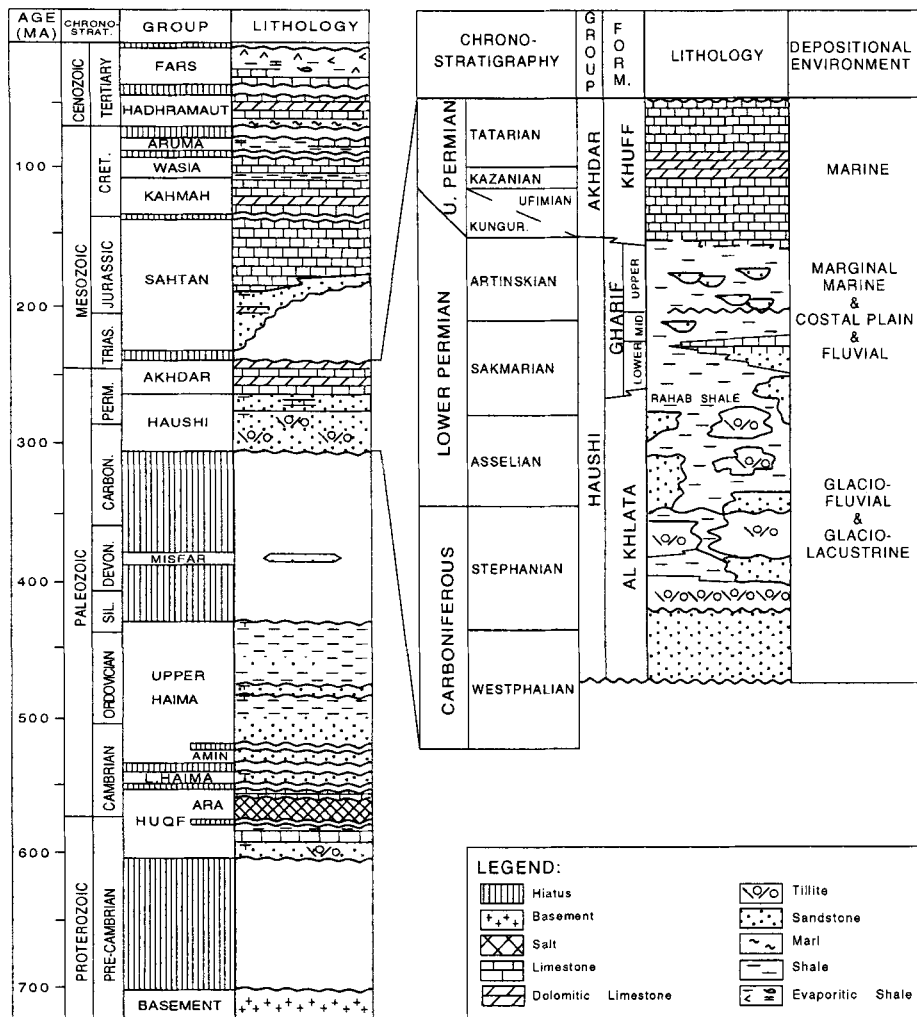 AGE
(MA)
CHRONO-
STRAT.
GROUP
LITHOLOGY
CENOZOIC
TERTIARY
FARS
HADHRAMAUT
MESOZOIC
CRET.
ARUMA
WASIA
KAHMAH
JURASSIC
SAHTAN
TRIAS.
PALEOZOIC
PERM.
AKHDAR
HAUSHI
CARBON.
DEVON.
MISFAR
SIL.
ORDOVICIAN
UPPER
HAIMA
CAMBRIAN
AMIN
L.HAIMA
ARA
HUQF
PROTEROZOIC
PRE-CAMBRIAN
BASEMENT
100
200
300
400
500
600
700
CHRONO-
STRATIGRAPHY
GROUP
FORM.
LITHOLOGY
DEPOSITIONAL
ENVIRONMENT
U. PERMIAN
TATARIAN
KAZANIAN
UFIMIAN
KUNGUR.
LOWER PERMIAN
ARTINSKIAN
SAKMARIAN
ASSELIAN
CARBONIFEROUS
STEPHANIAN
WESTPHALIAN
AKHDAR
HAUSHI
KHUFF
GHARIF
UPPER
MID
LOWER
AL KHLATA
RAHAB SHALE
MARINE
MARGINAL
MARINE
&
COSTAL PLAIN
&
FLUVIAL
GLACIO-
FLUVIAL
&
GLACIO-
LACUSTRINE
LEGEND:
Hiatus
Basement
Salt
Limestone
Dolomitic Limestone
Tillite
Sandstone
Marl
Shale
Evaporitic Shale